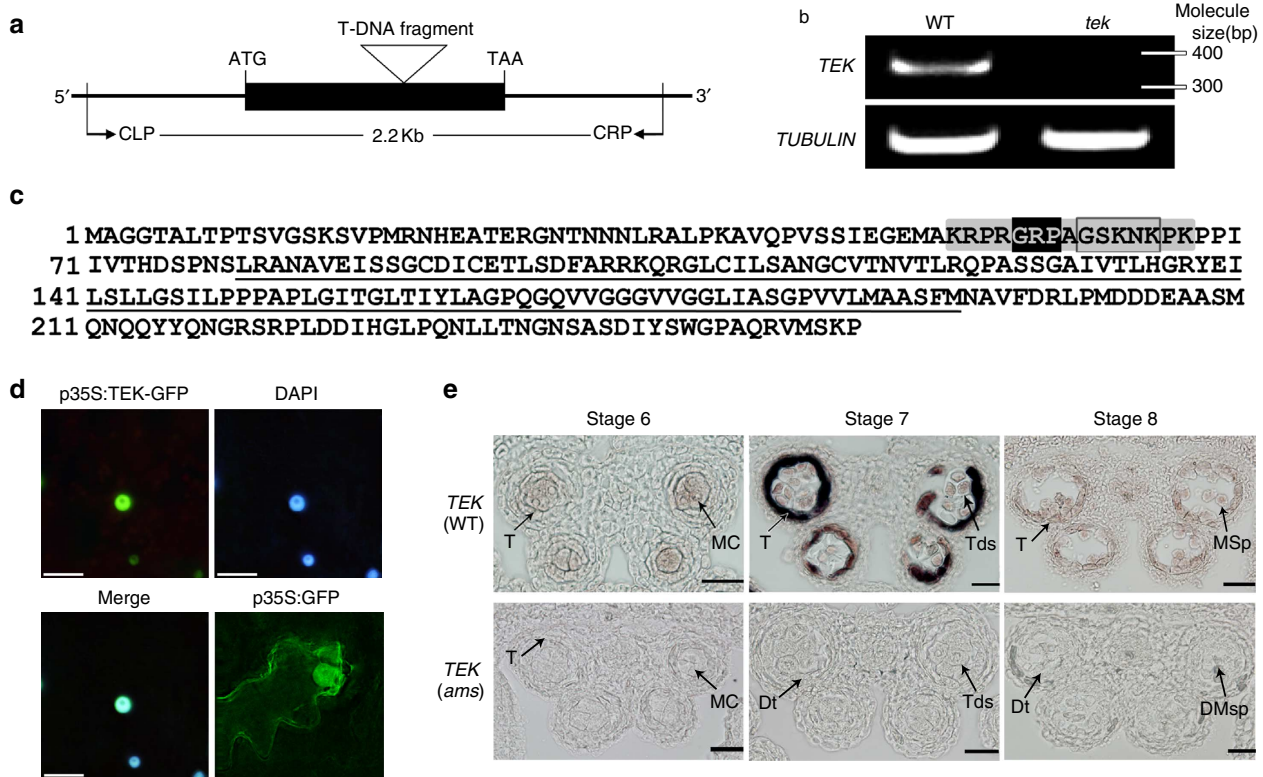 a
T-DNA fragment
ATG
TAA
5′
3′
CLP
2.2 Kb
CRP
b
WT
tek
Molecule
size(bp)
TEK
400
300
TUBULIN
c
1 MAGGTALTPTSVGSKSVPMRNHEATERGNTNNNLRALPKAVQPVSSIEGEMAKRPRGRPAGSKNKPKPPI
71 IVTHDSPNSLRANAVEISSGCDICETLSDFARRKQRGLCILSANGCVTNVTLRQPASSGAIVTLHGRYEI
141 LSLLGSILPPPAPLGITGLTIYLAGPQGQVVGGGVVGGLIASGPVVLMAASFMNAVFDRLPMDDDEAASM
211 QNQQYYQNGRSRPLDDIHGLPQNLLTNGNSASDIYSWGPAQRVMSKP
d
p35S:TEK-GFP
DAPI
Merge
p35S:GFP
e
Stage 6
Stage 7
Stage 8
TEK
(WT)
T
MC
T
Tds
T
MSp
TEK
(ams)
T
MC
Dt
Tds
Dt
DMsp